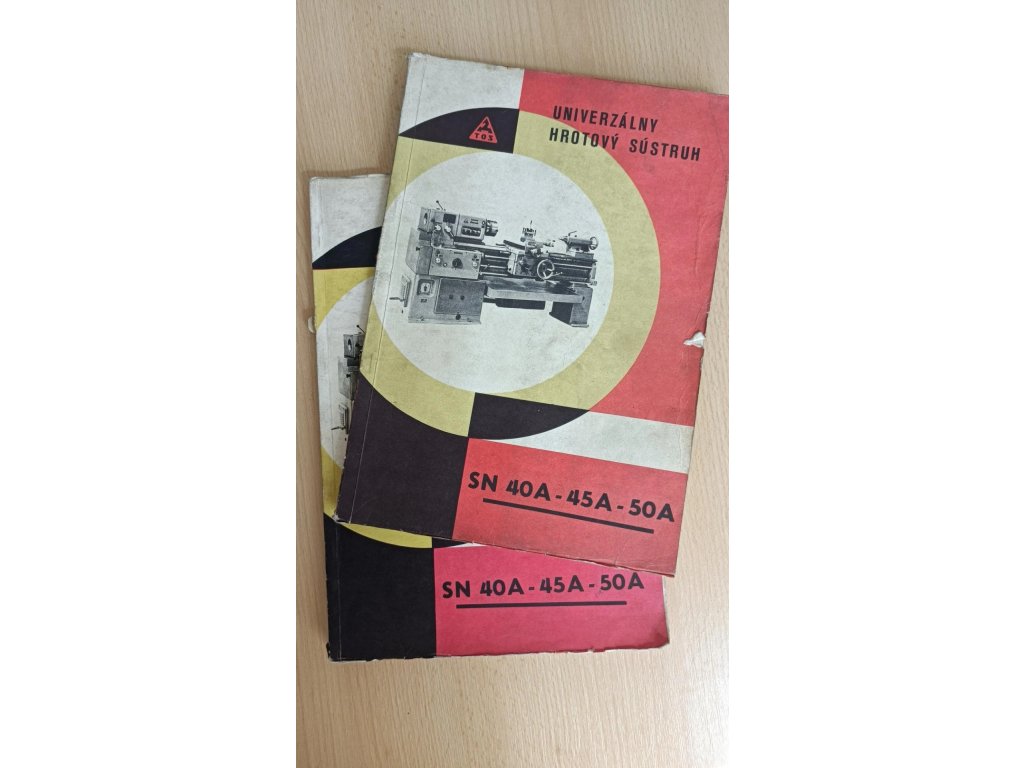 TOS
UNIVERZÁLNY
HROTOVÝ SÚSTRUH
SN 40A - 45A - 50A
SN 40A - 45A - 50A